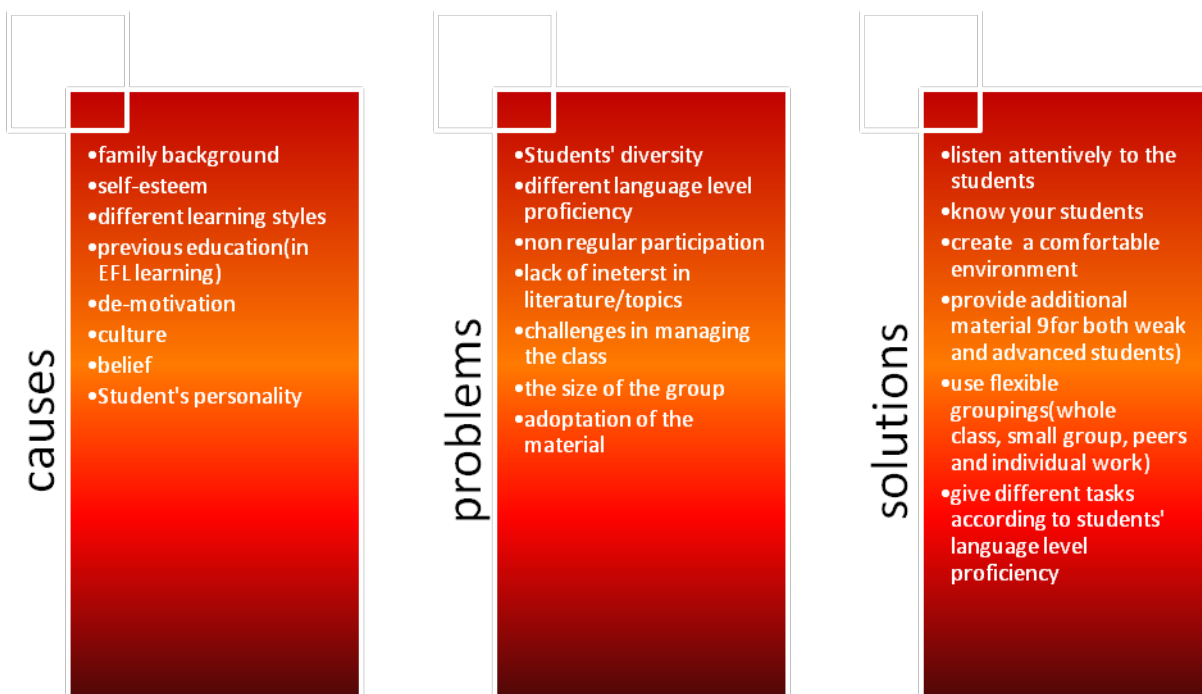 causes
•family background
•self-esteem
•different learning styles
•previous education(in
EFL learning)
•de-motivation
•culture
•belief
•Student's personality
problems
•Students' diversity
•different language level
proficiency
•non regular participation
•lack of ineterst in
literature/topics
•challenges in managing
the class
•the size of the group
•adoptation of the
material
solutions
•listen attentively to the
students
•know your students
•create a comfortable
environment
•provide additional
material 9for both weak
and advanced students)
•use flexible
groupings(whole
class, small group, peers
and individual work)
•give different tasks
according to students'
language level
proficiency